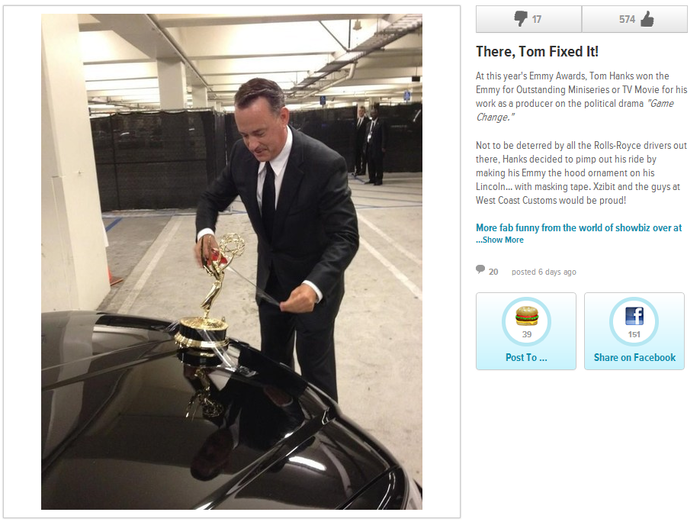 17
574
There, Tom Fixed It!
At this year's Emmy Awards, Tom Hanks won the
Emmy for Outstanding Miniseries or TV Movie for his
work as a producer on the political drama "Game
Change."
Not to be deterred by all the Rolls-Royce drivers out
there, Hanks decided to pimp out his ride by
making his Emmy the hood ornament on his
Lincoln... with masking tape. Xzibit and the guys at
West Coast Customs would be proud!
More fab funny from the world of showbiz over at
...Show More
20 posted 6 days ago
39
Post To ...
151
Share on Facebook